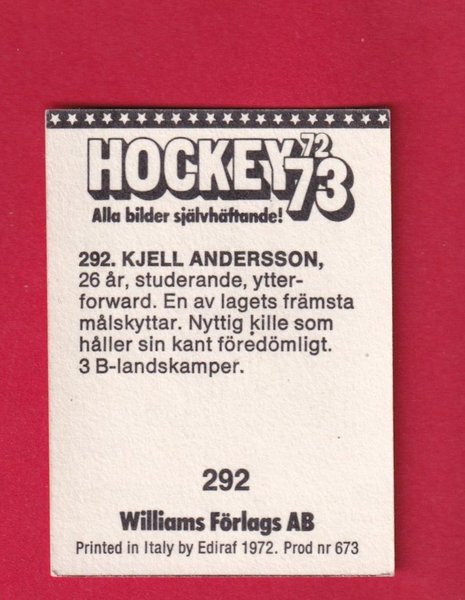 HOCKEY 72
73
Alla bilder självhäftande!
292. KJELL ANDERSSON,
26 år, studerande, ytter-
forward. En av lagets främsta
målskyttar. Nyttig kille som
håller sin kant föredömligt.
3 B-landskamper.
292
Williams Förlags AB
Printed in Italy by Ediraf 1972. Prod nr 673